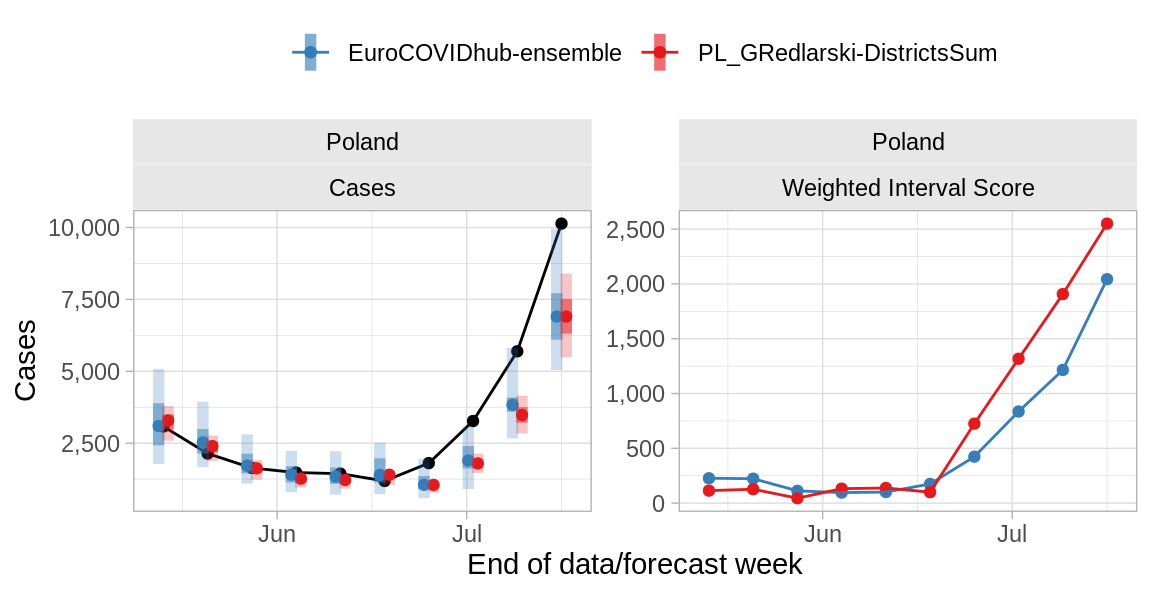 EuroCOVIDhub-ensemble PL_GRedlarski-DistrictsSum
Poland
Cases
10,000
7,500
5,000
2,500
Cases
Jun Jul
Poland
Weighted Interval Score
2,500
2,000
1,500
1,000
500
0
Jun Jul
End of data/forecast week